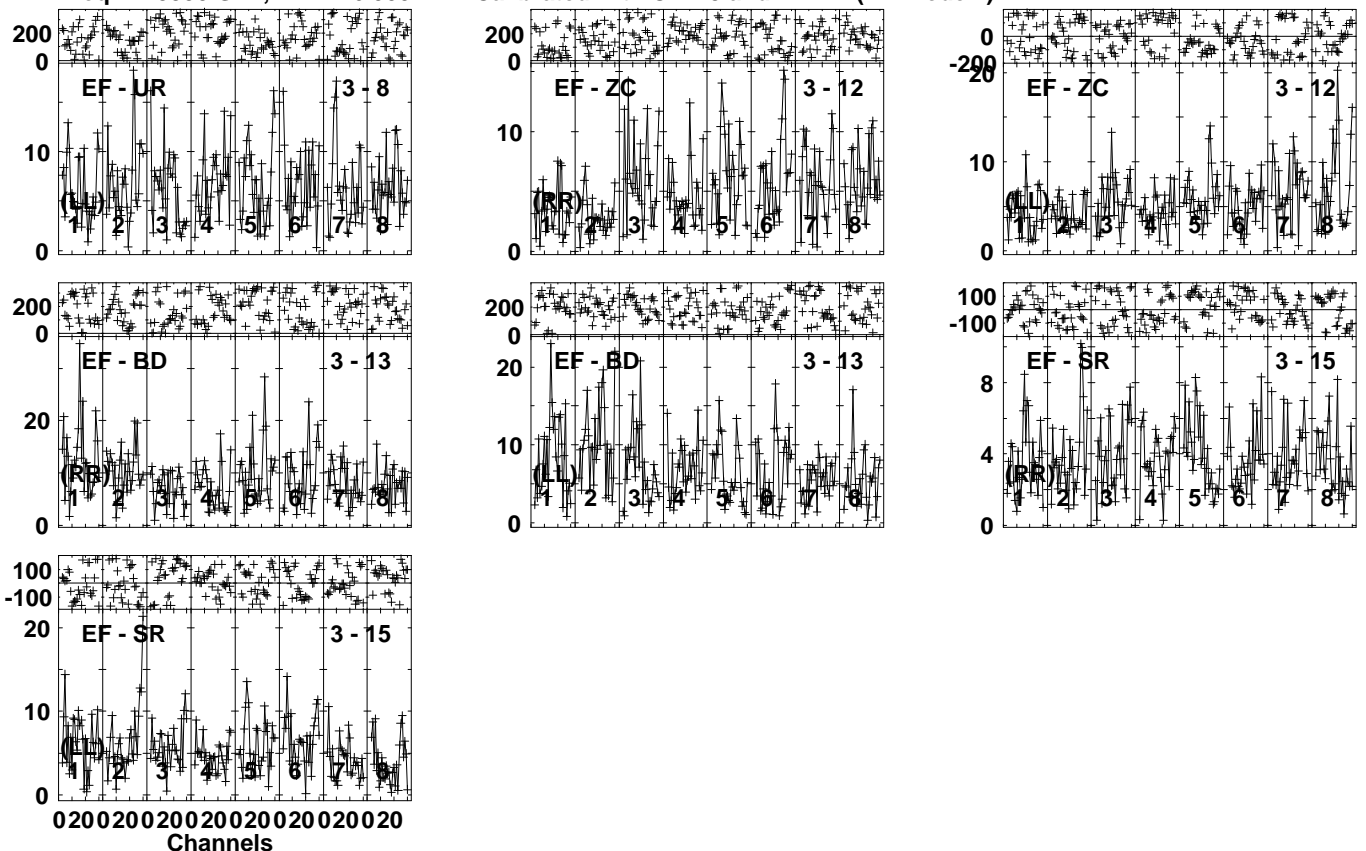 200
0
200
0
0
-200
EF - UR 3 - 8
EF - ZC 3 - 12
20
EF - ZC 3 - 12
10
10
10
(LL)
(RR)
(LL)
1 2 3 4 5 6 7 8
1 2 3 4 5 6 7 8
1 2 3 4 5 6 7 8
0
0
0
200
0
200
0
100
-100
EF - BD 3 - 13
EF - BD 3 - 13
EF - SR 3 - 15
20
20
10
8
4
(RR)
(LL)
(RR)
1 2 3 4 5 6 7 8
1 2 3 4 5 6 7 8
1 2 3 4 5 6 7 8
0
0
0
100
-100
20
EF - SR 3 - 15
10
(LL)
1 2 3 4 5 6 7 8
0
0 20 0 20 0 20 0 20 0 20 0 20 0 20 0 20
Channels